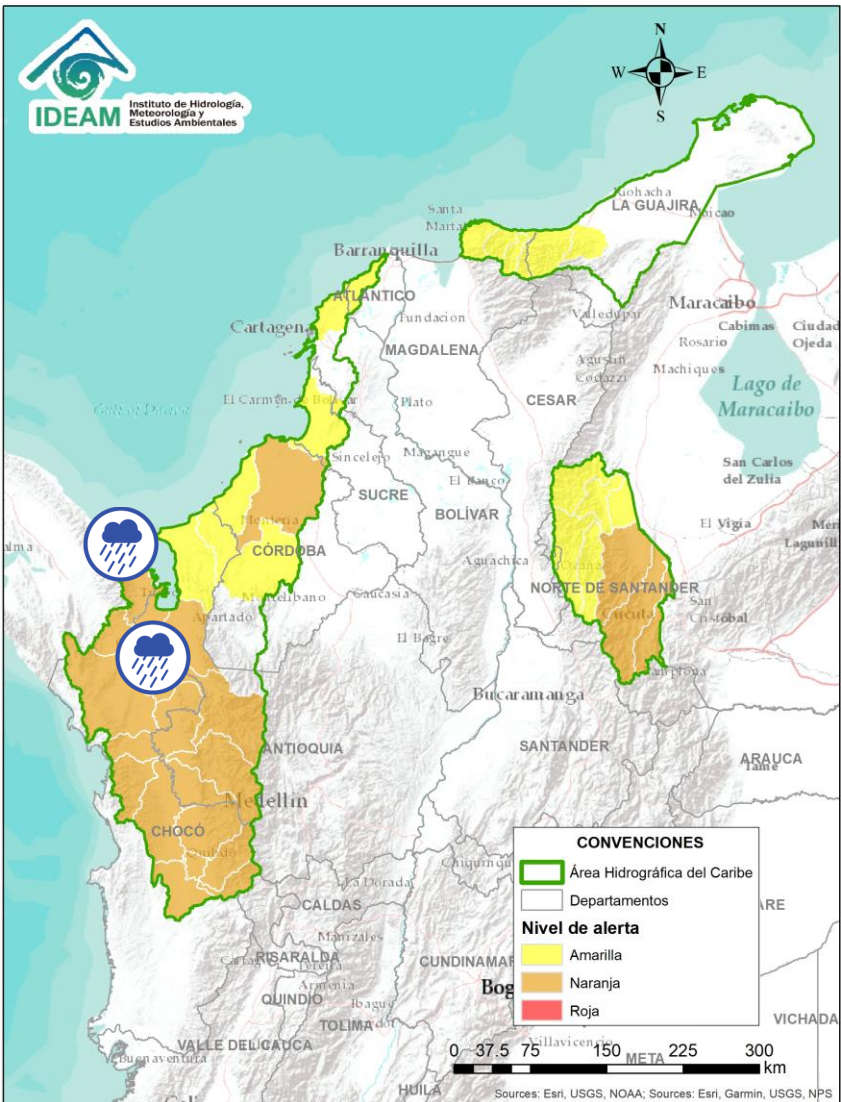 IDEAM
Instituto de Hidrología,
Meteorología y
Estudios Ambientales
N
W
E
S
Riohacha
LA GUAJIRA
Maicao
Santa
Marta
Barranquilla
ATLÁNTICO
Maracaibo
Cartagena
Fundación
Valledupar
Cabimas
Ciudad
Ojeda
Rosario
MAGDALENA
Machiques
Agustín
Codazzi
Lago de
Maracaibo
El Carmen de Bolívar
Plato
CESAR
Sincelejo
Magangué
San Carlos
del Zulia
El Banco
SUCRE
BOLÍVAR
Montería
El Vigía
CÓRDOBA
Aguachica
Ocaña
NORTE DE SANTANDER
Montelibano
Caucasia
Cúcuta
San
Cristóbal
Apartado
El Bagre
Pamplona
Bucaramanga
ANTIOQUIA
SANTANDER
ARAUCA
Tame
Medellín
CHOCÓ
Quibdó
La Dorada
CALDAS
Manizales
RISARALDA
Pereira
CUNDINAMAR
Armenia
QUINDÍO
Ibagué
TOLIMA
Bog
VALLE DEL CAUCA
Buenaventura
Villavicencio
META
VICHADA
HUILA
CONVENCIONES
Área Hidrográfica del Caribe
Departamentos
Nivel de alerta
Amarilla
Naranja
Roja
0 37.5 75 150 225 300
km
Sources: Esri, USGS, NOAA; Sources: Esri, Garmin, USGS, NPS